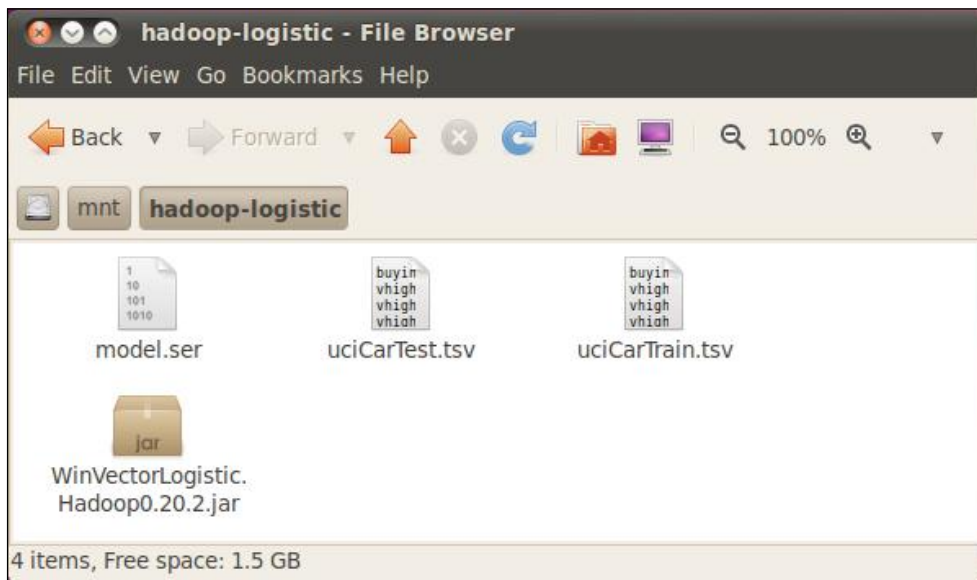 hadoop-logistic - File Browser
File Edit View Go Bookmarks Help
Back Forward 100%
mnt hadoop-logistic
1
10
101
1010
model.ser
buyin
vhigh
vhigh
vhigh
uciCarTest.tsv
buyin
vhigh
vhigh
vhigh
uciCarTrain.tsv
jar
WinVectorLogistic.
Hadoop0.20.2.jar
4 items, Free space: 1.5 GB